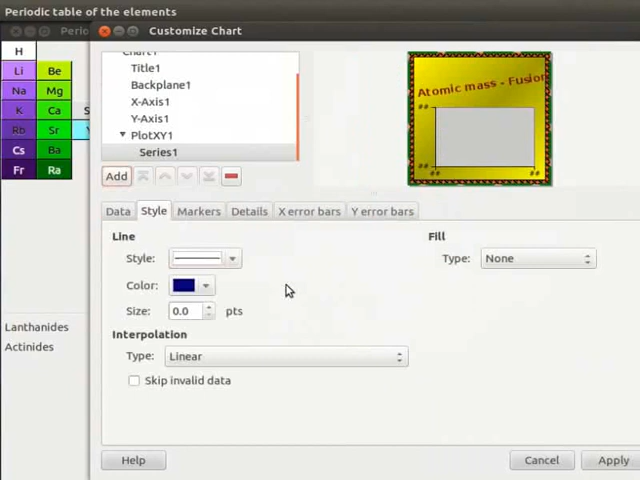 Periodic table of the elements
Perio
Customize Chart
H
Li Be
Na Mg
K Ca
Rb Sr
Cs Ba
Fr Ra
Lanthanides
Actinides
Chart1
Title1
Backplane1
X-Axis1
Y-Axis1
PlotXY1
Series1
Add
Atomic mass - Fusion
##
##
## ##
Data Style Markers Details X error bars Y error bars
Line Fill
Style: Type: None
Color:
Size: 0.0 pts
Interpolation
Type: Linear
Skip invalid data
Help Cancel Apply